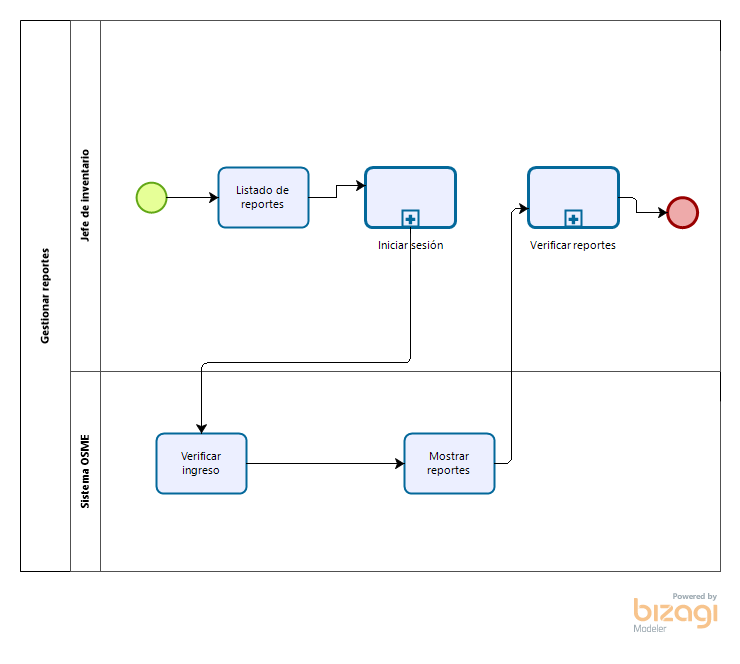 Gestionar reportes
Jefe de inventario
Listado de
reportes
Iniciar sesión
Verificar reportes
Sistema OSME
Verificar
ingreso
Mostrar
reportes
Powered by
bizagi
Modeler